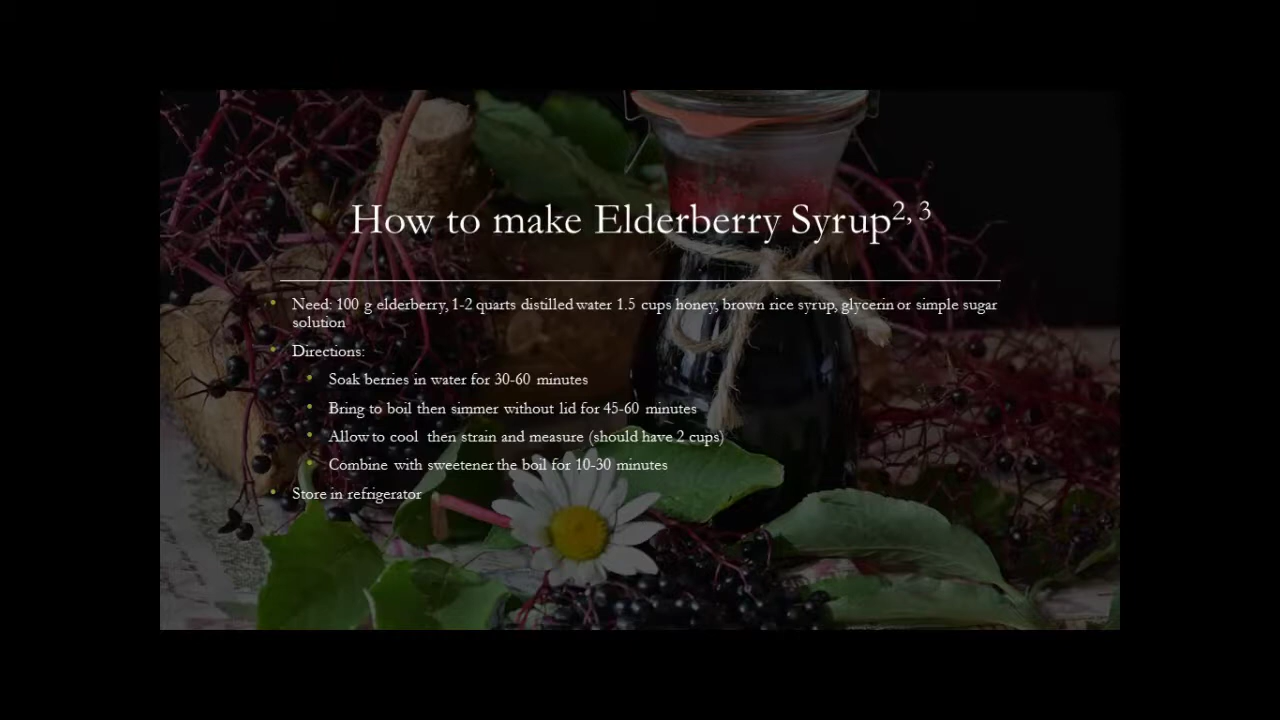 How to make Elderberry Syrup2, 3
Need: 100 g elderberry, 1-2 quarts distilled water 1.5 cups honey, brown rice syrup, glycerin or simple sugar
solution
Directions:
Soak berries in water for 30-60 minutes
Bring to boil then simmer without lid for 45-60 minutes
Allow to cool then strain and measure (should have 2 cups)
Combine with sweetener the boil for 10-30 minutes
Store in refrigerator